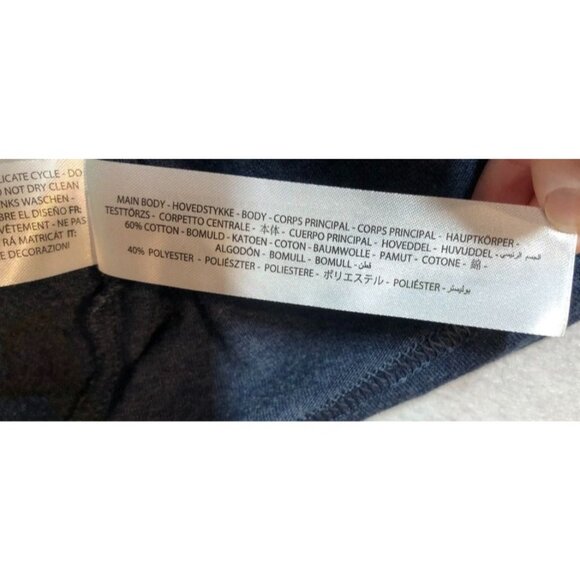 LICATE CYCLE - DO
O NOT DRY CLEAN
NKS WASCHEN -
BRE EL DISEÑO FR:
VÊTEMENT - NE PAS
TRÁ MATRICÁT IT:
E DECORAZIONI
MAIN BODY - HOVEDSTYKKE - BODY - CORPS PRINCIPAL - CORPS PRINCIPAL - HAUPTKÖRPER -
TESTTÖRZS - CORPETTO CENTRALE - 本体 - CUERPO PRINCIPAL - HOVEDDEL - HUVUDDEL - الجسم الرئيسي
60% COTTON - BOMULD - KATOEN - COTON - BAUMWOLLE - PAMUT - COTONE - 綿 -
ALGODÓN - BOMULL - BOMULL - قطن
40% POLYESTER - POLIÉSZTER - POLIESTERE - ポリエステル - POLIÉSTER - بوليستر